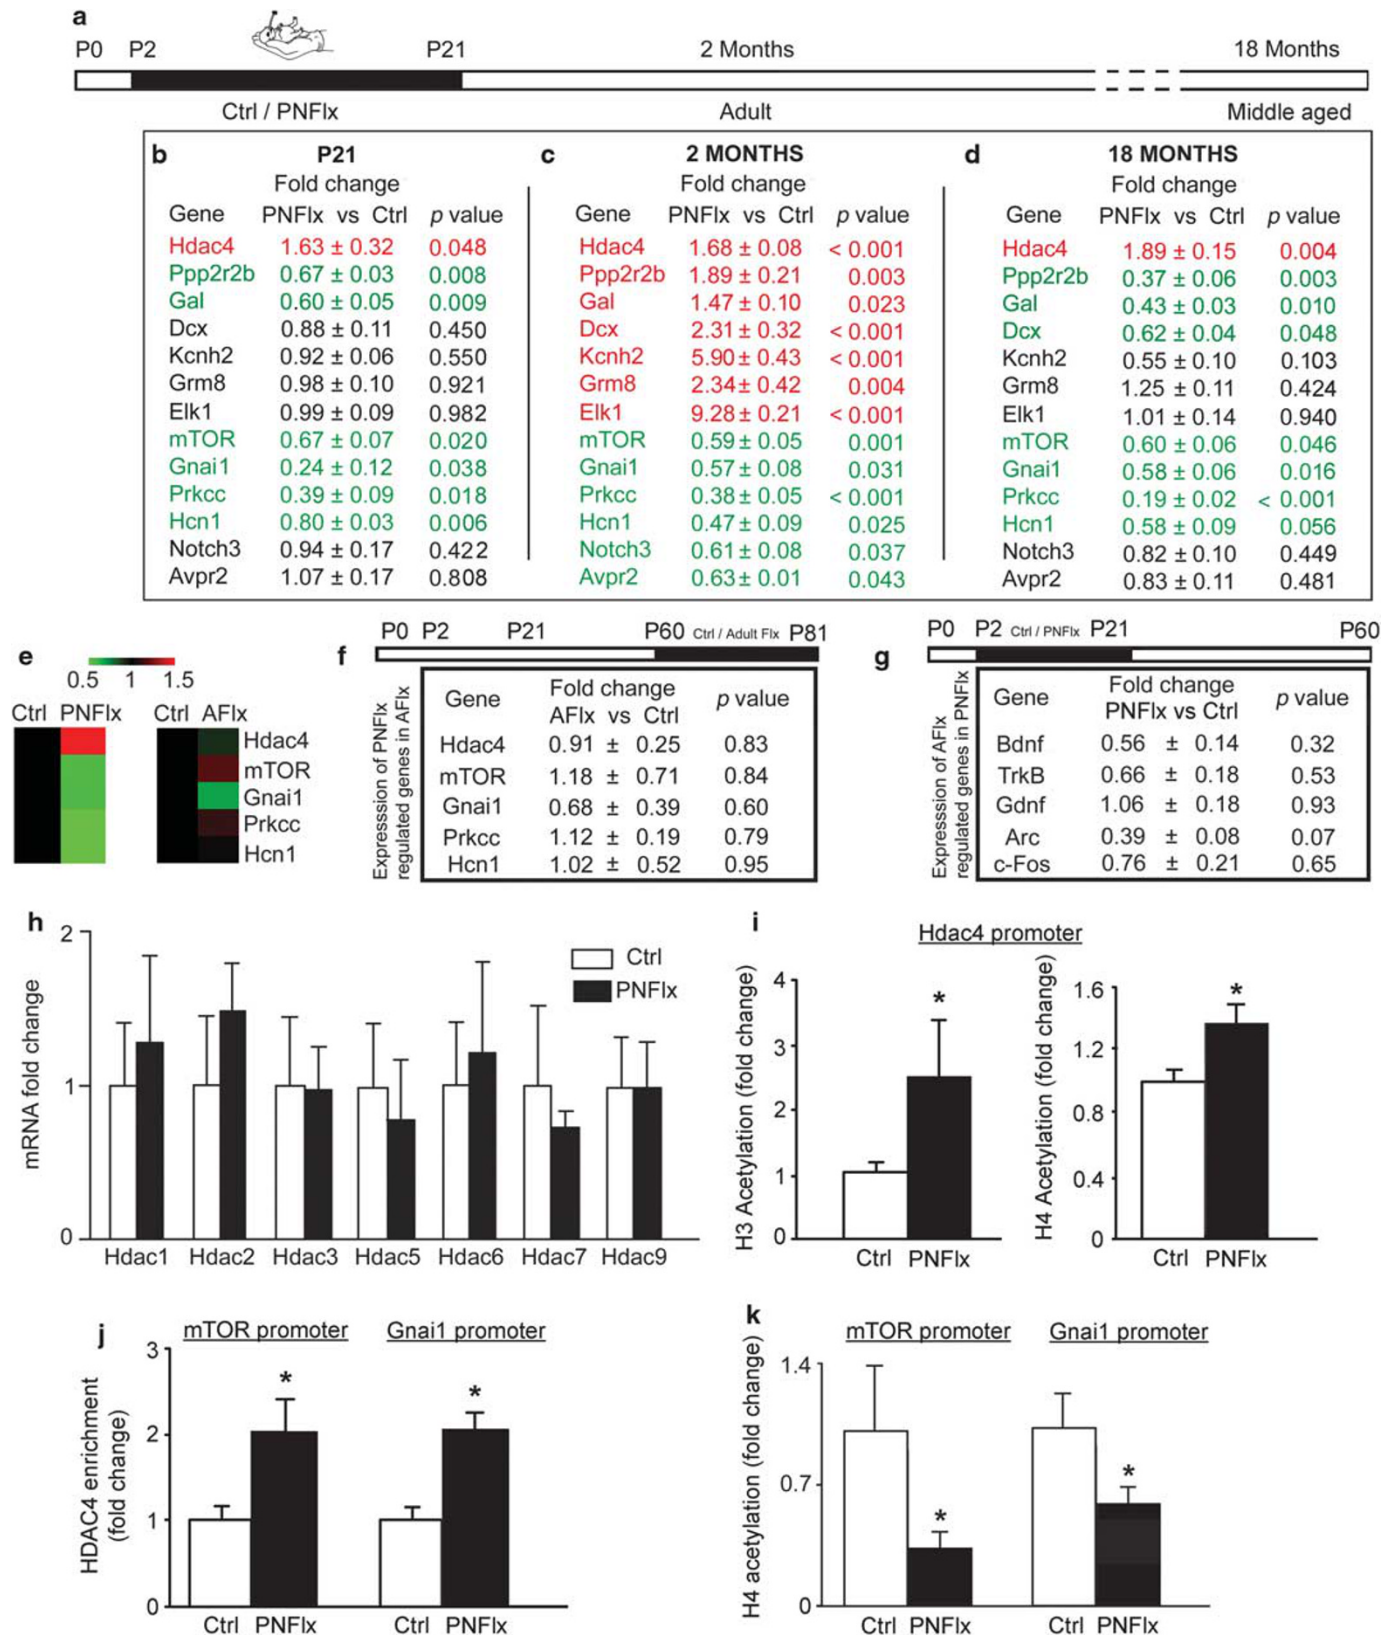 a
P0 P2 P21 2 Months 18 Months
Ctrl / PNFlx Adult Middle aged
b P21
Fold change
Gene PNFlx vs Ctrl p value
Hdac4 1.63 ± 0.32 0.048
Ppp2r2b 0.67 ± 0.03 0.008
Gal 0.60 ± 0.05 0.009
Dcx 0.88 ± 0.11 0.450
Kcnh2 0.92 ± 0.06 0.550
Grm8 0.98 ± 0.10 0.921
Elk1 0.99 ± 0.09 0.982
mTOR 0.67 ± 0.07 0.020
Gnai1 0.24 ± 0.12 0.038
Prkcc 0.39 ± 0.09 0.018
Hcn1 0.80 ± 0.03 0.006
Notch3 0.94 ± 0.17 0.422
Avpr2 1.07 ± 0.17 0.808
c 2 MONTHS
Fold change
Gene PNFlx vs Ctrl p value
Hdac4 1.68 ± 0.08 < 0.001
Ppp2r2b 1.89 ± 0.21 0.003
Gal 1.47 ± 0.10 0.023
Dcx 2.31 ± 0.32 < 0.001
Kcnh2 5.90 ± 0.43 < 0.001
Grm8 2.34 ± 0.42 0.004
Elk1 9.28 ± 0.21 < 0.001
mTOR 0.59 ± 0.05 0.001
Gnai1 0.57 ± 0.08 0.031
Prkcc 0.38 ± 0.05 < 0.001
Hcn1 0.47 ± 0.09 0.025
Notch3 0.61 ± 0.08 0.037
Avpr2 0.63 ± 0.01 0.043
d 18 MONTHS
Fold change
Gene PNFlx vs Ctrl p value
Hdac4 1.89 ± 0.15 0.004
Ppp2r2b 0.37 ± 0.06 0.003
Gal 0.43 ± 0.03 0.010
Dcx 0.62 ± 0.04 0.048
Kcnh2 0.55 ± 0.10 0.103
Grm8 1.25 ± 0.11 0.424
Elk1 1.01 ± 0.14 0.940
mTOR 0.60 ± 0.06 0.046
Gnai1 0.58 ± 0.06 0.016
Prkcc 0.19 ± 0.02 < 0.001
Hcn1 0.58 ± 0.09 0.056
Notch3 0.82 ± 0.10 0.449
Avpr2 0.83 ± 0.11 0.481
e
0.5 1 1.5
Ctrl PNFlx Ctrl AFlx
Hdac4
mTOR
Gnai1
Prkcc
Hcn1
f
P0 P2 P21 P60 Ctrl / Adult Flx P81
Expresssion of PNFlx
regulated genes in AFlx
Gene Fold change p value
AFlx vs Ctrl
Hdac4 0.91 ± 0.25 0.83
mTOR 1.18 ± 0.71 0.84
Gnai1 0.68 ± 0.39 0.60
Prkcc 1.12 ± 0.19 0.79
Hcn1 1.02 ± 0.52 0.95
g
P0 P2 Ctrl / PNFlx P21 P60
Expression of AFlx
regulated genes in PNFlx
Gene Fold change p value
PNFlx vs Ctrl
Bdnf 0.56 ± 0.14 0.32
TrkB 0.66 ± 0.18 0.53
Gdnf 1.06 ± 0.18 0.93
Arc 0.39 ± 0.08 0.07
c-Fos 0.76 ± 0.21 0.65
h
mRNA fold change
2
1
0
Ctrl
PNFlx
Hdac1 Hdac2 Hdac3 Hdac5 Hdac6 Hdac7 Hdac9
i
Hdac4 promoter
H3 Acetylation (fold change)
4
3
2
1
0
*
Ctrl PNFlx
H4 Acetylation (fold change)
1.6
1.2
0.8
0.4
0
*
Ctrl PNFlx
j
mTOR promoter Gnai1 promoter
HDAC4 enrichment
(fold change)
3
2
1
0
* *
Ctrl PNFlx Ctrl PNFlx
k
mTOR promoter Gnai1 promoter
H4 acetylation (fold change)
1.4
0.7
0
* *
Ctrl PNFlx Ctrl PNFlx